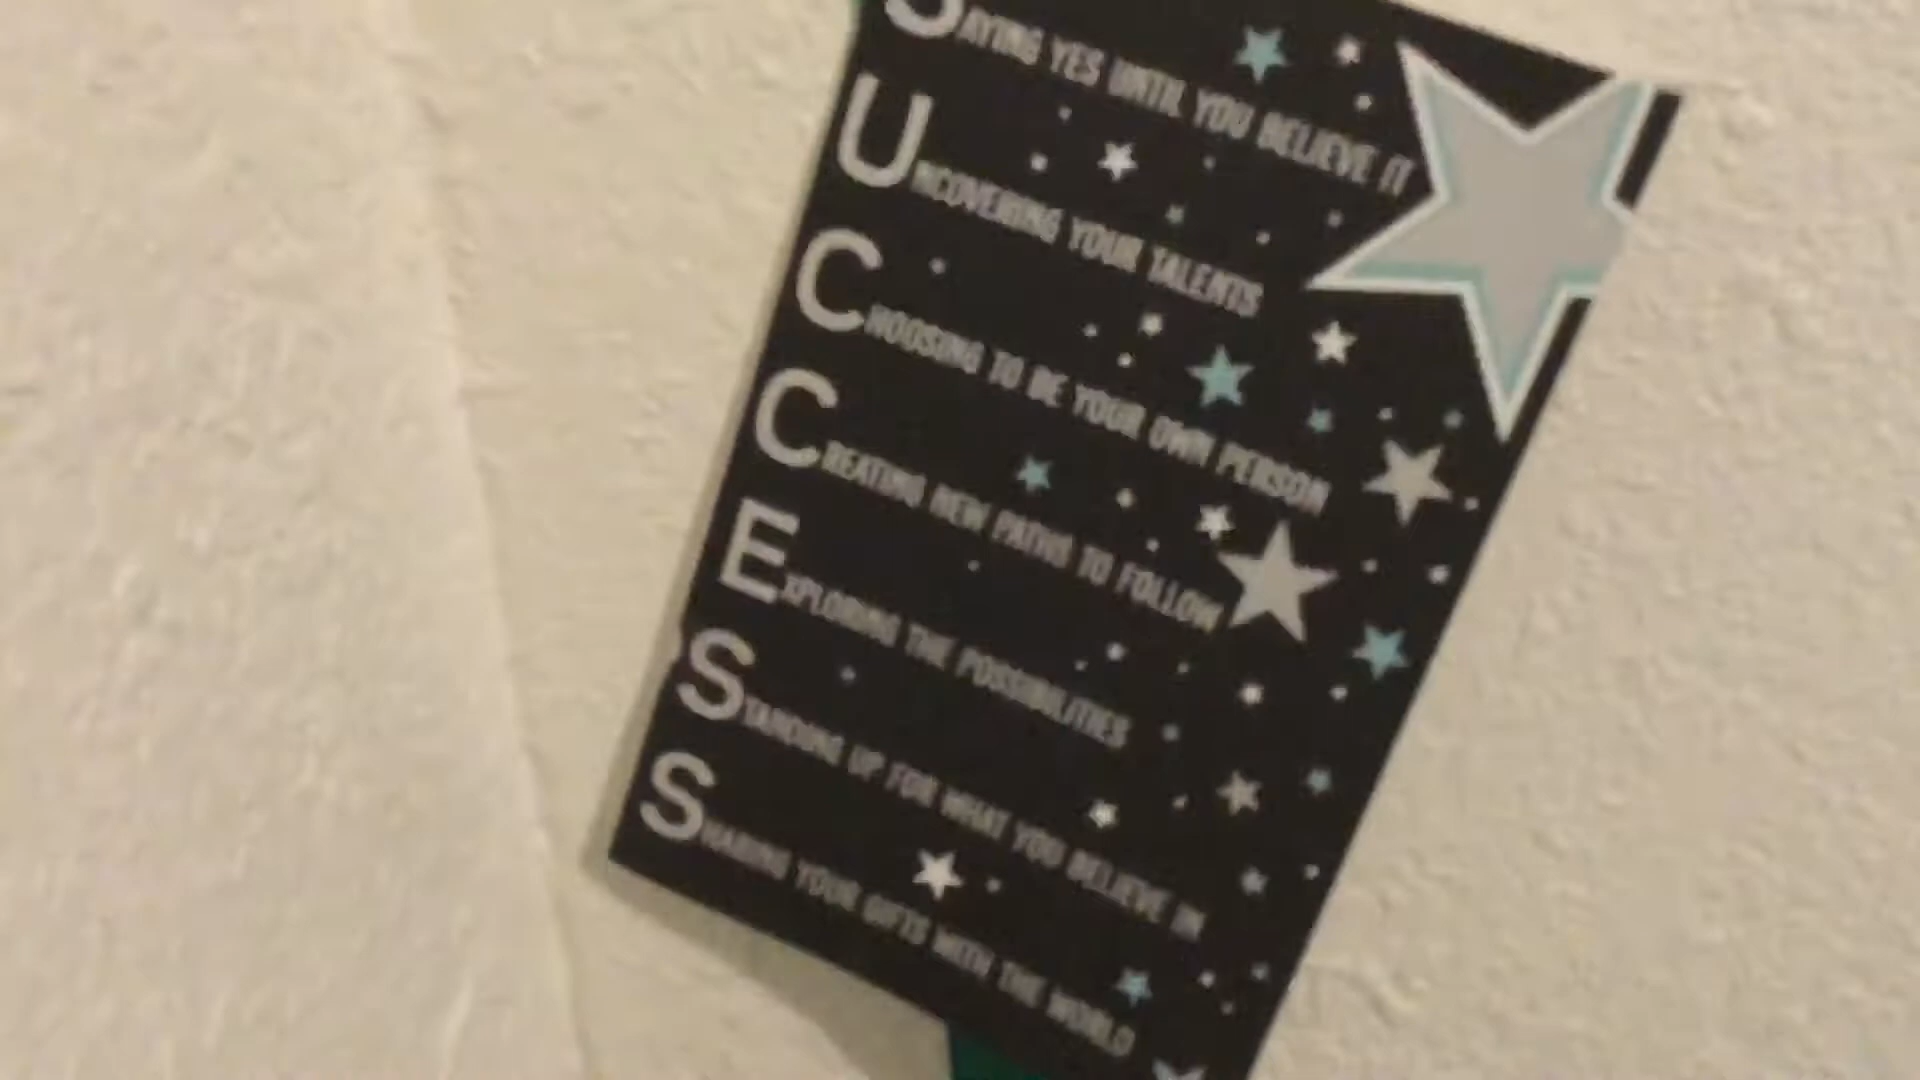 SAYING YES UNTIL YOU BELIEVE IT
UNCOVERING YOUR TALENTS
CHOOSING TO BE YOUR OWN PERSON
CREATING NEW PATHS TO FOLLOW
EXPLORING THE POSSIBILITIES
STANDING UP FOR WHAT YOU BELIEVE IN
SHARING YOUR GIFTS WITH THE WORLD